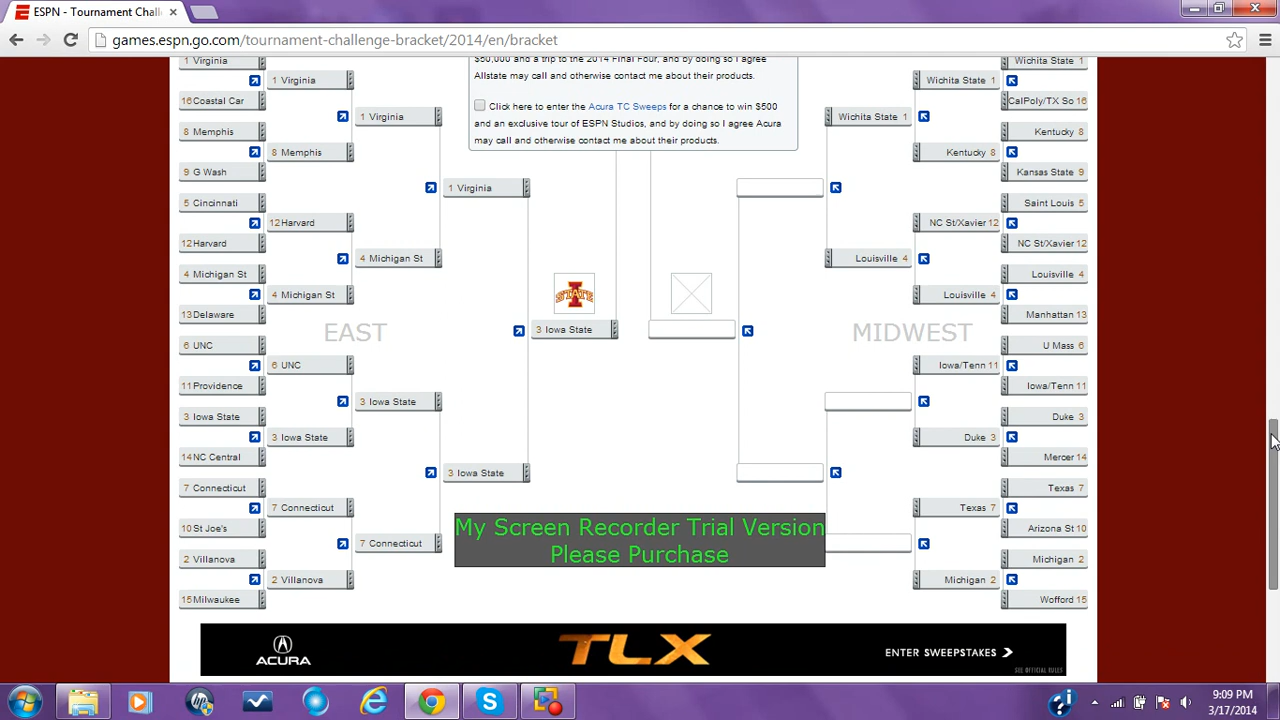 ESPN - Tournament Chall
games.espn.go.com/tournament-challenge-bracket/2014/en/bracket
$50,000 and a trip to the 2014 Final Four, and by doing so I agree
Allstate may call and otherwise contact me about their products.
Click here to enter the Acura TC Sweeps for a chance to win $500
and an exclusive tour of ESPN Studios, and by doing so I agree Acura
may call and otherwise contact me about their products.
1 Virginia
16 Coastal Car
8 Memphis
9 G Wash
5 Cincinnati
12 Harvard
4 Michigan St
13 Delaware
6 UNC
11 Providence
3 Iowa State
14 NC Central
7 Connecticut
10 St Joe's
2 Villanova
15 Milwaukee
1 Virginia
8 Memphis
12 Harvard
4 Michigan St
6 UNC
3 Iowa State
7 Connecticut
2 Villanova
1 Virginia
4 Michigan St
3 Iowa State
7 Connecticut
1 Virginia
3 Iowa State
STATE
3 Iowa State
EAST
MIDWEST
Wichita State 1
Louisville 4
Wichita State 1
Kentucky 8
NC St/Xavier 12
Louisville 4
Iowa/Tenn 11
Duke 3
Texas 7
Michigan 2
Wichita State 1
CalPoly/TX So 16
Kentucky 8
Kansas State 9
Saint Louis 5
NC St/Xavier 12
Louisville 4
Manhattan 13
U Mass 6
Iowa/Tenn 11
Duke 3
Mercer 14
Texas 7
Arizona St 10
Michigan 2
Wofford 15
My Screen Recorder Trial Version
Please Purchase
ACURA
TLX
ENTER SWEEPSTAKES
SEE OFFICIAL RULES
9:09 PM
3/17/2014